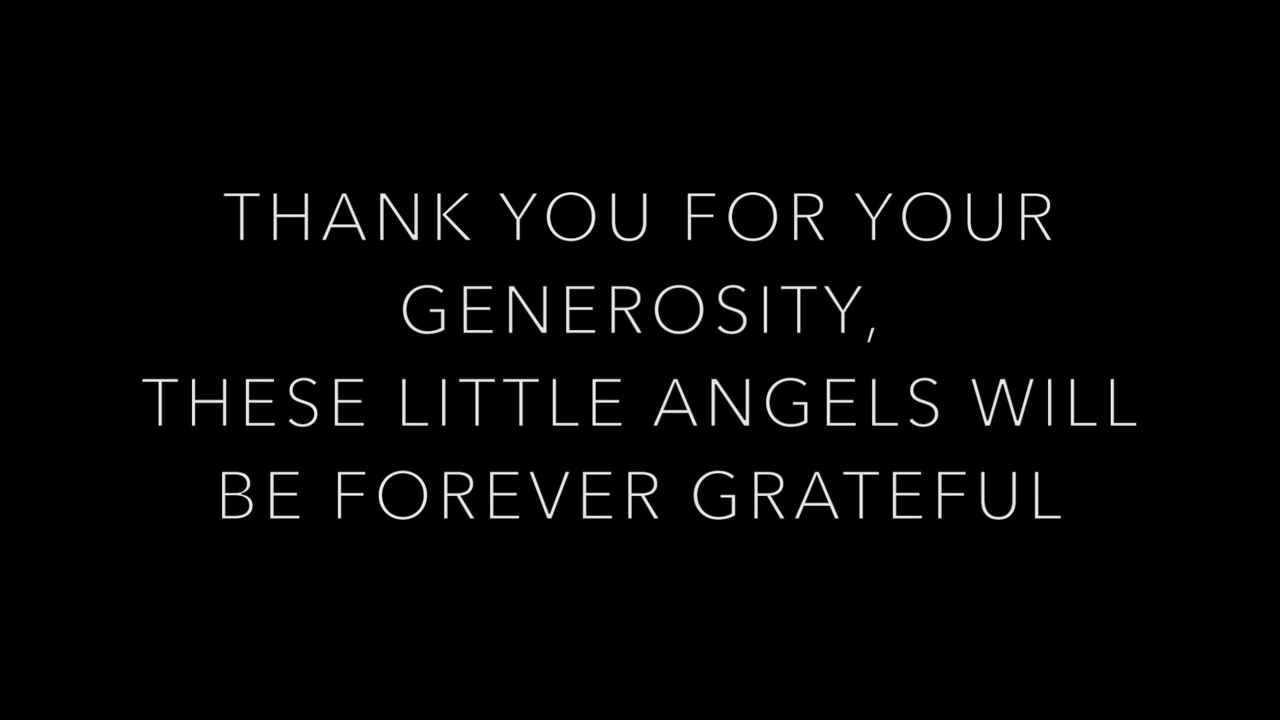 THANK YOU FOR YOUR
GENEROSITY,
THESE LITTLE ANGELS WILL
BE FOREVER GRATEFUL